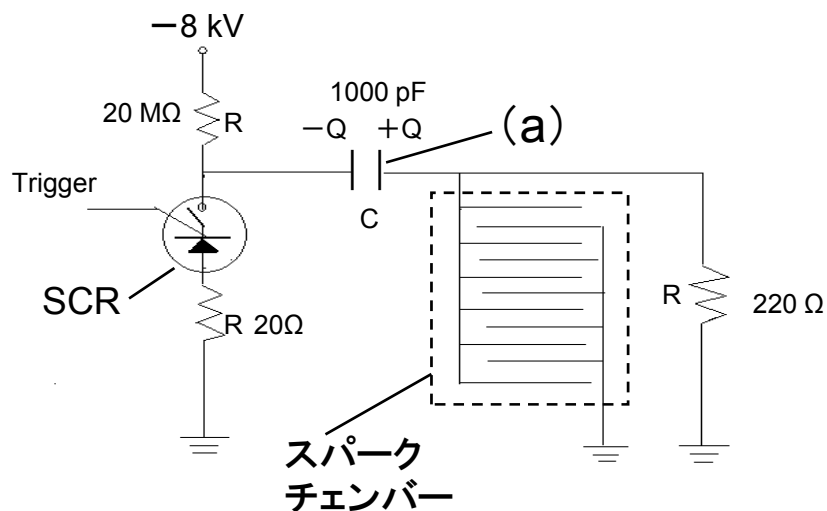 −8 kV
20 MΩ R
1000 pF
−Q +Q
(a)
Trigger
C
SCR
R 20Ω
R 220 Ω
スパーク
チェンバー